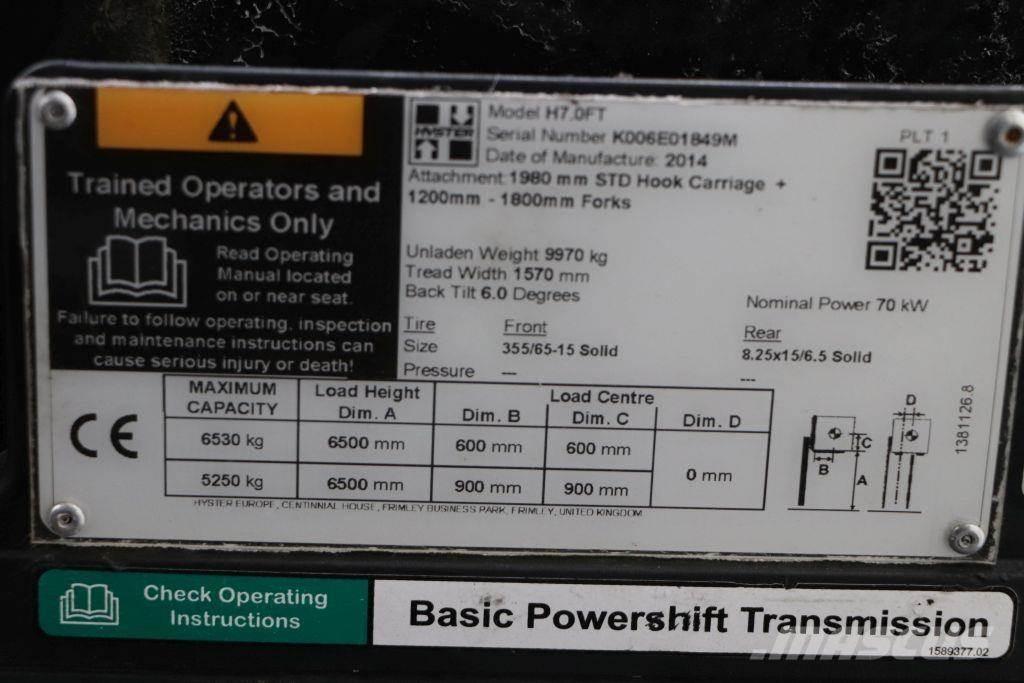 Trained Operators and
Mechanics Only
Read Operating
Manual located
on or near seat.
Failure to follow operating, inspection
and maintenance instructions can
cause serious injury or death!
HYSTER
Model H7.0FT
Serial Number K006E01849M
Date of Manufacture: 2014
Attachment: 1980 mm STD Hook Carriage +
1200mm - 1800mm Forks
PLT 1
Unladen Weight 9970 kg
Tread Width 1570 mm
Back Tilt 6.0 Degrees
Nominal Power 70 kW
Tire Front Rear
Size 355/65-15 Solid 8.25x15/6.5 Solid
Pressure --- ---
CE
MAXIMUM CAPACITY Load Height Dim. A Load Centre
Dim. B Dim. C Dim. D
6530 kg 6500 mm 600 mm 600 mm 0 mm
5250 kg 6500 mm 900 mm 900 mm
D
C
B
A
1381126.8
HYSTER EUROPE, CENTINNIAL HOUSE, FRIMLEY BUSINESS PARK, FRIMLEY, UNITED KINGDOM
Check Operating
Instructions
Basic Powershift Transmission
1589377.02
MASCUS